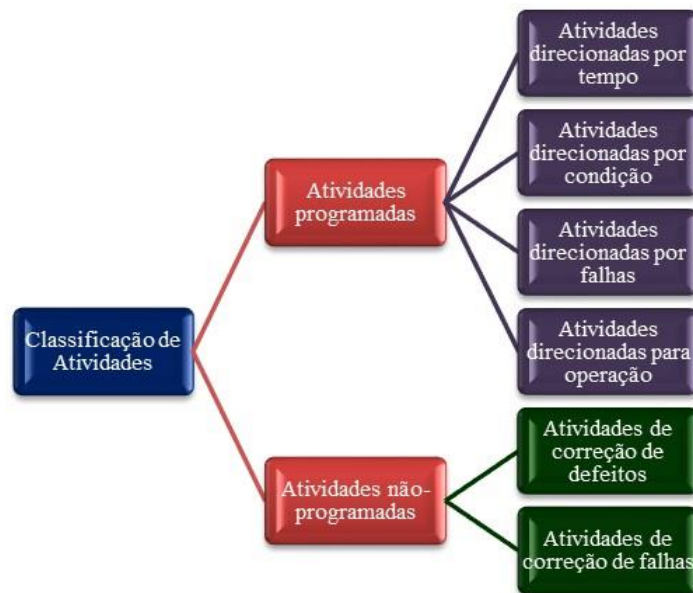 Atividades
direcionadas por
tempo
Atividades
direcionadas por
condição
Atividades
programadas
Atividades
direcionadas por
falhas
Atividades
direcionadas para
operação
Classificação de
Atividades
Atividades não-
programadas
Atividades de
correção de
defeitos
Atividades de
correção de falhas